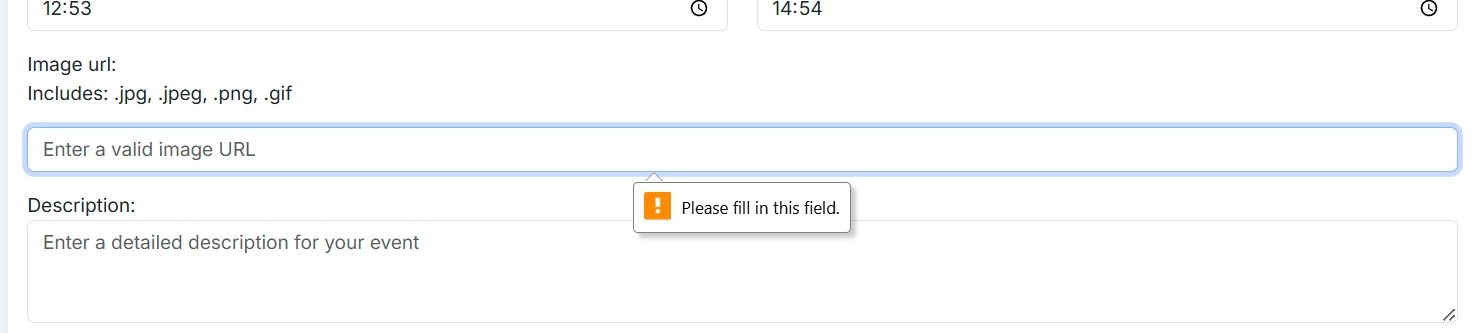 12:53
14:54
Image url:
Includes: .jpg, .jpeg, .png, .gif
Enter a valid image URL
Please fill in this field.
Description:
Enter a detailed description for your event